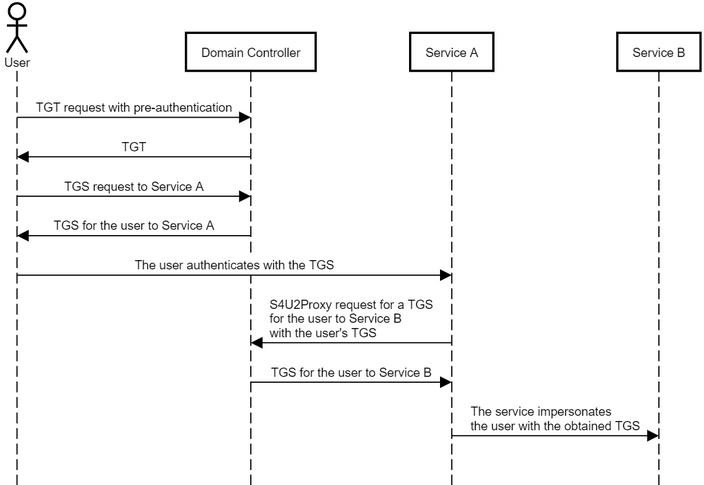 User
Domain Controller
Service A
Service B
TGT request with pre-authentication
TGT
TGS request to Service A
TGS for the user to Service A
The user authenticates with the TGS
S4U2Proxy request for a TGS
for the user to Service B
with the user's TGS
TGS for the user to Service B
The service impersonates
the user with the obtained TGS